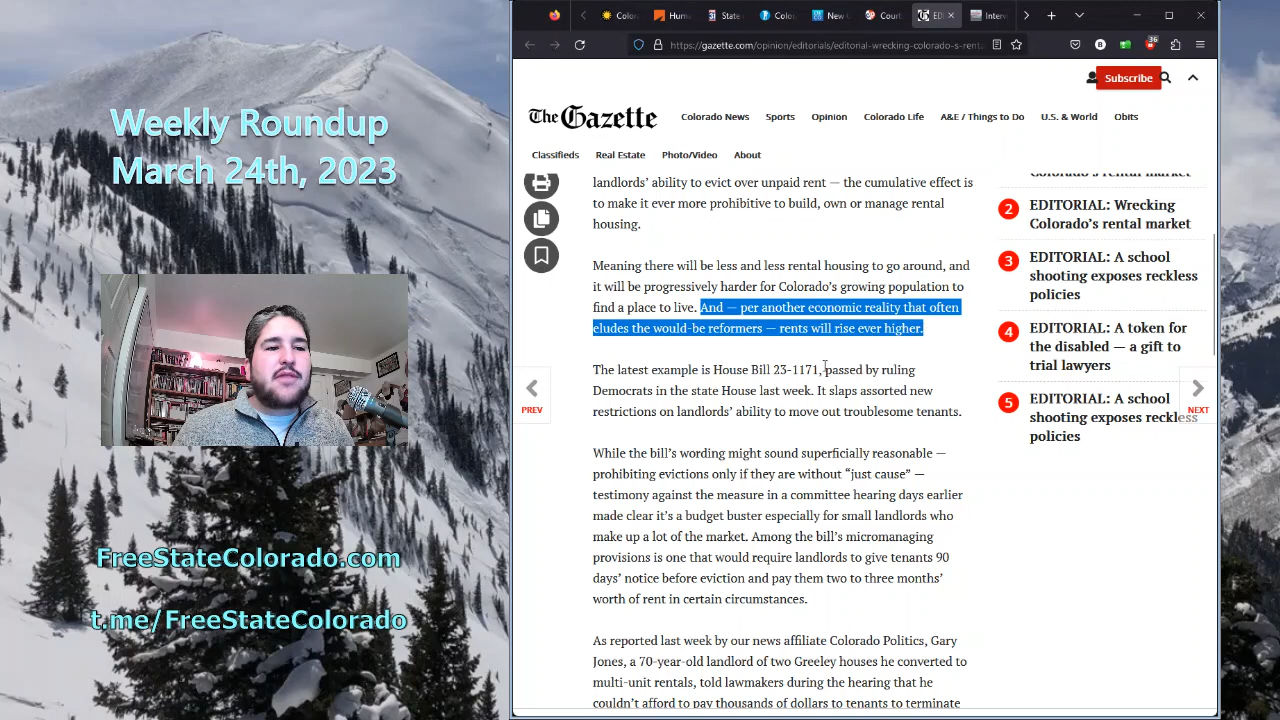 Weekly Roundup
March 24th, 2023
FreeStateColorado.com
t.me/FreeStateColorado
Colora
Hum
State
Color
New
Court
EDI
Interv
https://gazette.com/opinion/editorials/editorial-wrecking-colorado-s-renta
B
36
Subscribe
The Gazette
Colorado News Sports Opinion Colorado Life A&E / Things to Do U.S. & World Obits
Classifieds Real Estate Photo/Video About
landlords’ ability to evict over unpaid rent — the cumulative effect is
to make it ever more prohibitive to build, own or manage rental
housing.
Meaning there will be less and less rental housing to go around, and
it will be progressively harder for Colorado’s growing population to
find a place to live. And — per another economic reality that often
eludes the would-be reformers — rents will rise ever higher.
The latest example is House Bill 23-1171, passed by ruling
Democrats in the state House last week. It slaps assorted new
restrictions on landlords’ ability to move out troublesome tenants.
While the bill’s wording might sound superficially reasonable —
prohibiting evictions only if they are without “just cause” —
testimony against the measure in a committee hearing days earlier
made clear it’s a budget buster especially for small landlords who
make up a lot of the market. Among the bill’s micromanaging
provisions is one that would require landlords to give tenants 90
days’ notice before eviction and pay them two to three months’
worth of rent in certain circumstances.
As reported last week by our news affiliate Colorado Politics, Gary
Jones, a 70-year-old landlord of two Greeley houses he converted to
multi-unit rentals, told lawmakers during the hearing that he
couldn’t afford to pay thousands of dollars to tenants to terminate
PREV
NEXT
Colorado’s rental market
2 EDITORIAL: Wrecking
Colorado’s rental market
3 EDITORIAL: A school
shooting exposes reckless
policies
4 EDITORIAL: A token for
the disabled — a gift to
trial lawyers
5 EDITORIAL: A school
shooting exposes reckless
policies